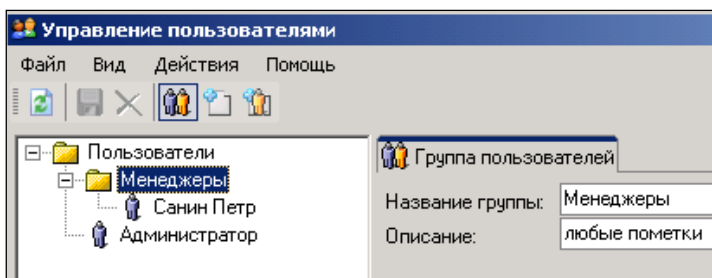 Управление пользователями
Файл Вид Действия Помощь
Пользователи
Менеджеры
Санин Петр
Администратор
Группа пользователей
Название группы: Менеджеры
Описание: любые пометки